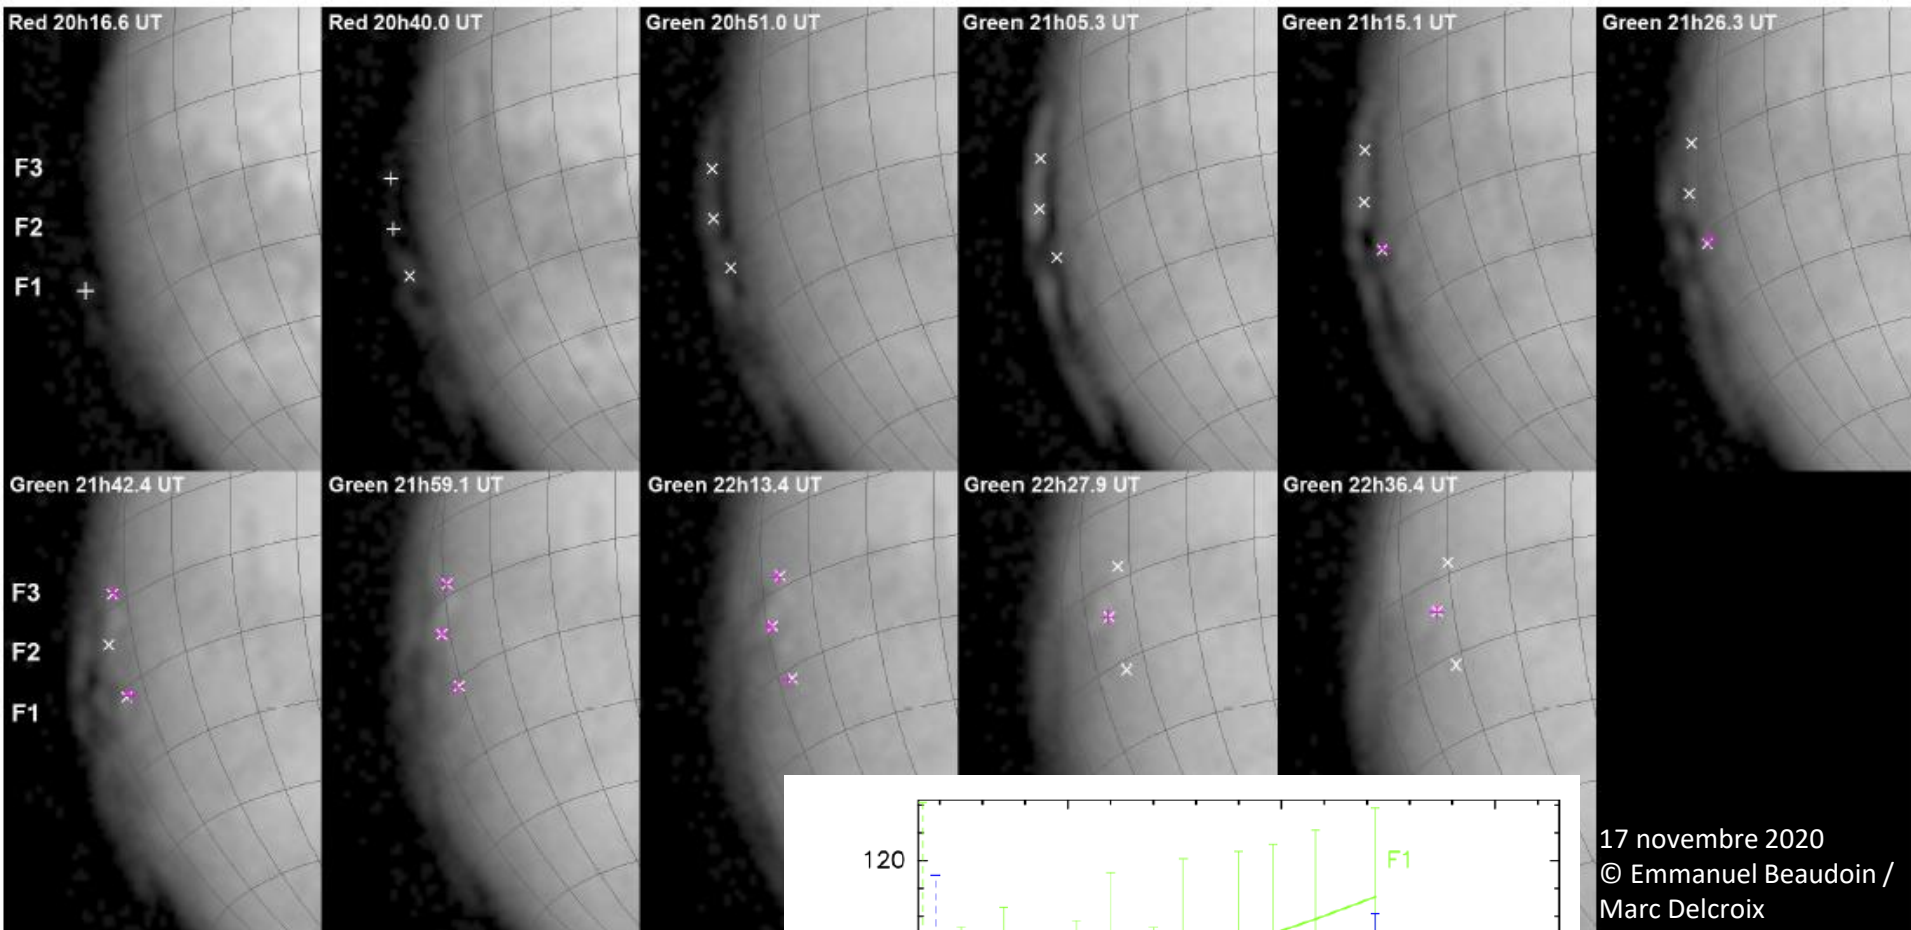 Red 20h16.6 UT
Red 20h40.0 UT
Green 20h51.0 UT
Green 21h05.3 UT
Green 21h15.1 UT
Green 21h26.3 UT
F3
F2
F1
Green 21h42.4 UT
Green 21h59.1 UT
Green 22h13.4 UT
Green 22h27.9 UT
Green 22h36.4 UT
F3
F2
F1
120
F1
17 novembre 2020
© Emmanuel Beaudoin /
Marc Delcroix